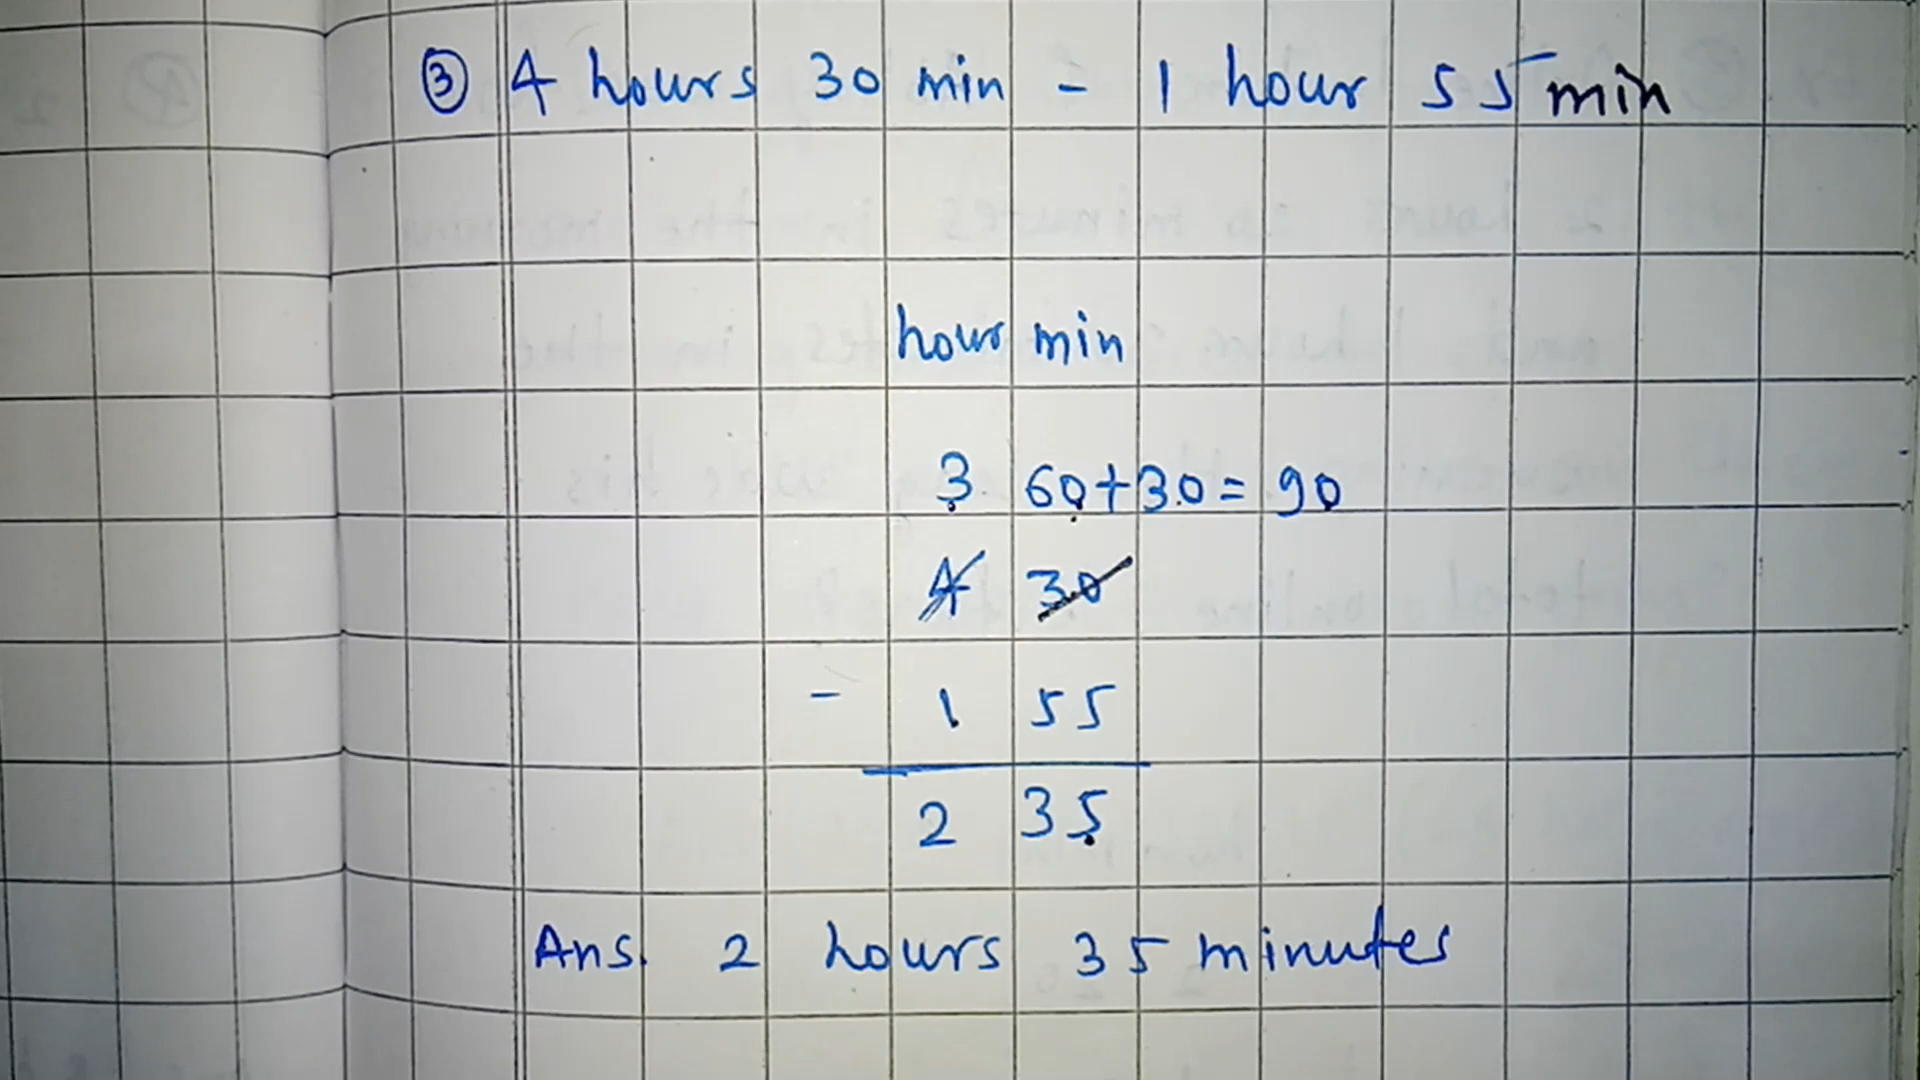 ③ 4 hours 30 min - 1 hour 55 min
hour min
3 60+30= 90
4 30
- 1 55
2 35
Ans. 2 hours 35 minutes